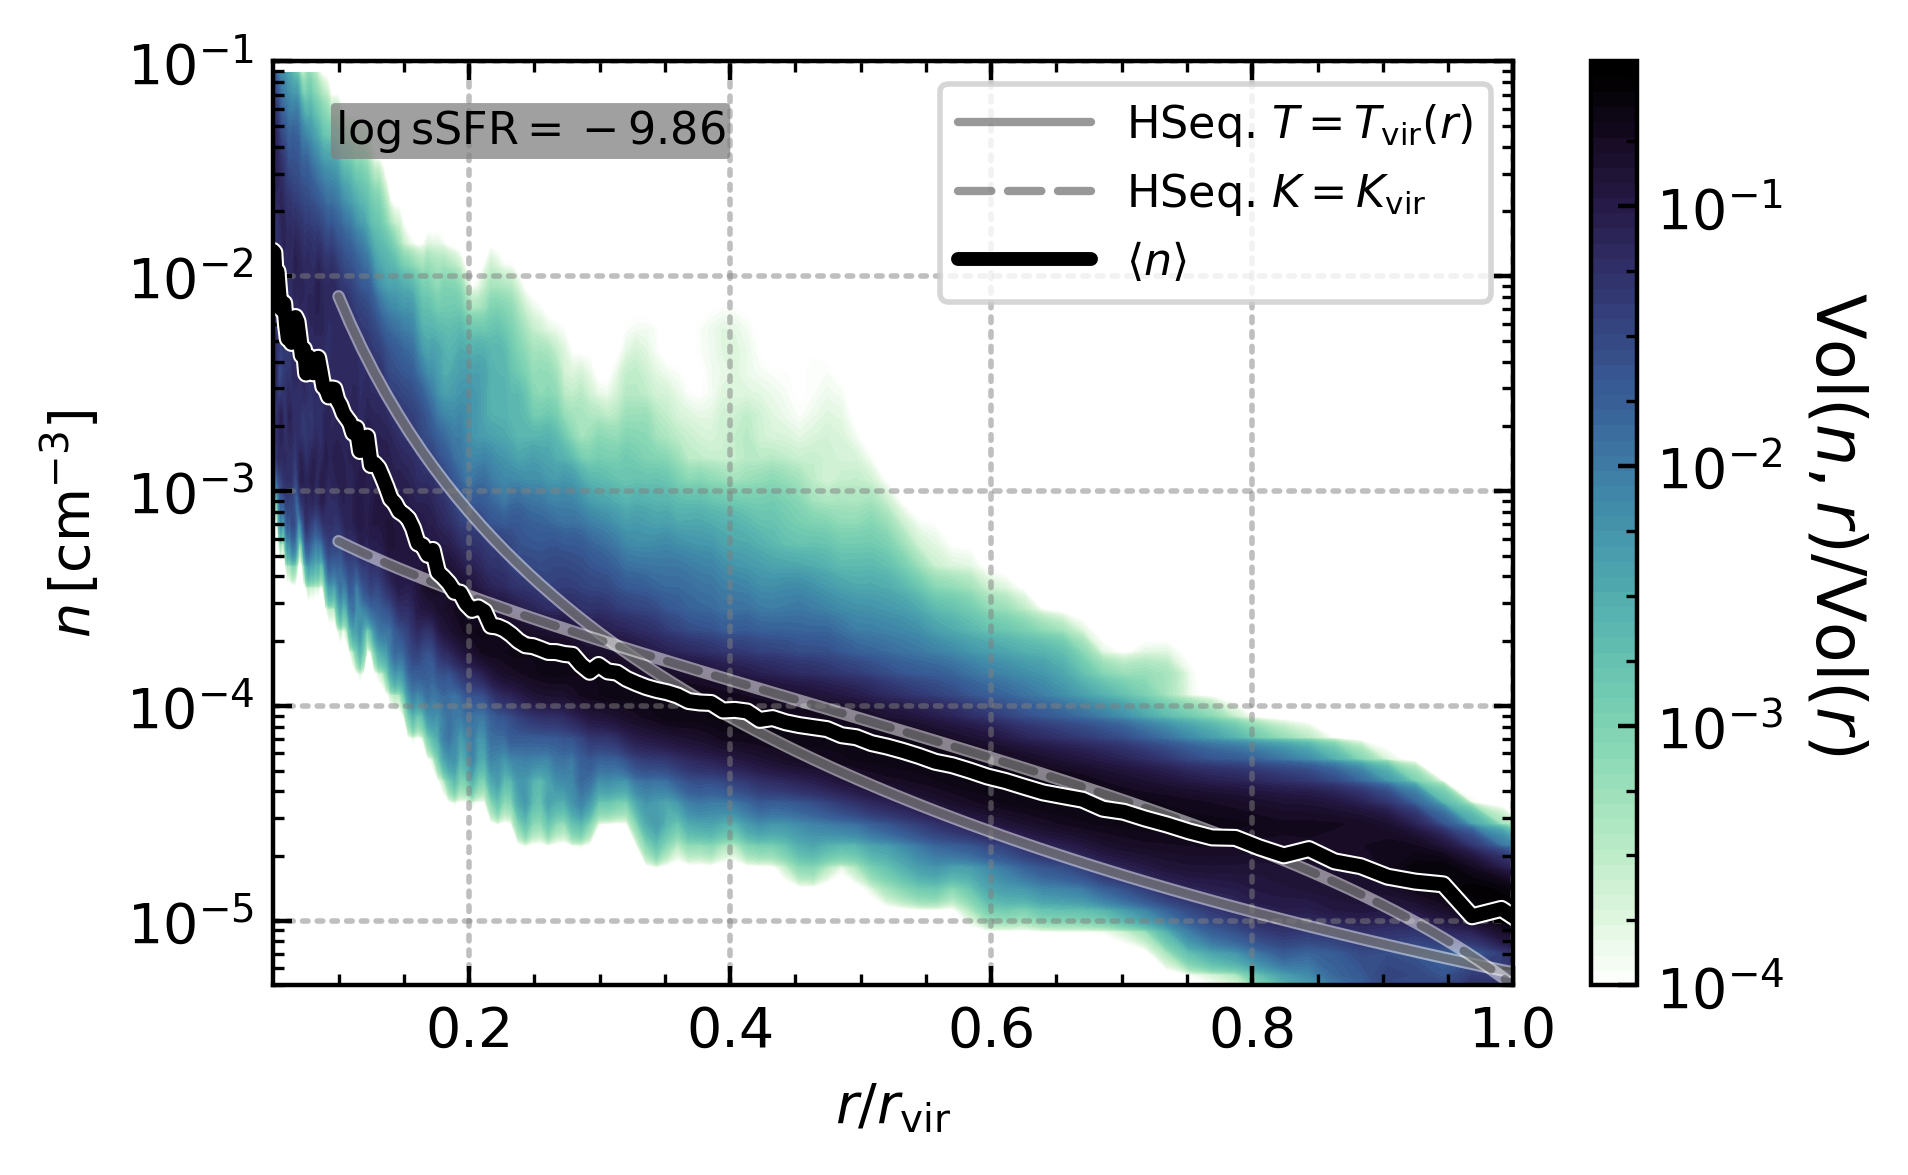 log sSFR = −9.86
HSeq. T = T_vir(r)
HSeq. K = K_vir
⟨n⟩
10⁻¹
10⁻²
10⁻³
10⁻⁴
10⁻⁵
n [cm⁻³]
0.2 0.4 0.6 0.8 1.0
r/r_vir
10⁻¹
10⁻²
10⁻³
10⁻⁴
Vol(n, r)/Vol(r)